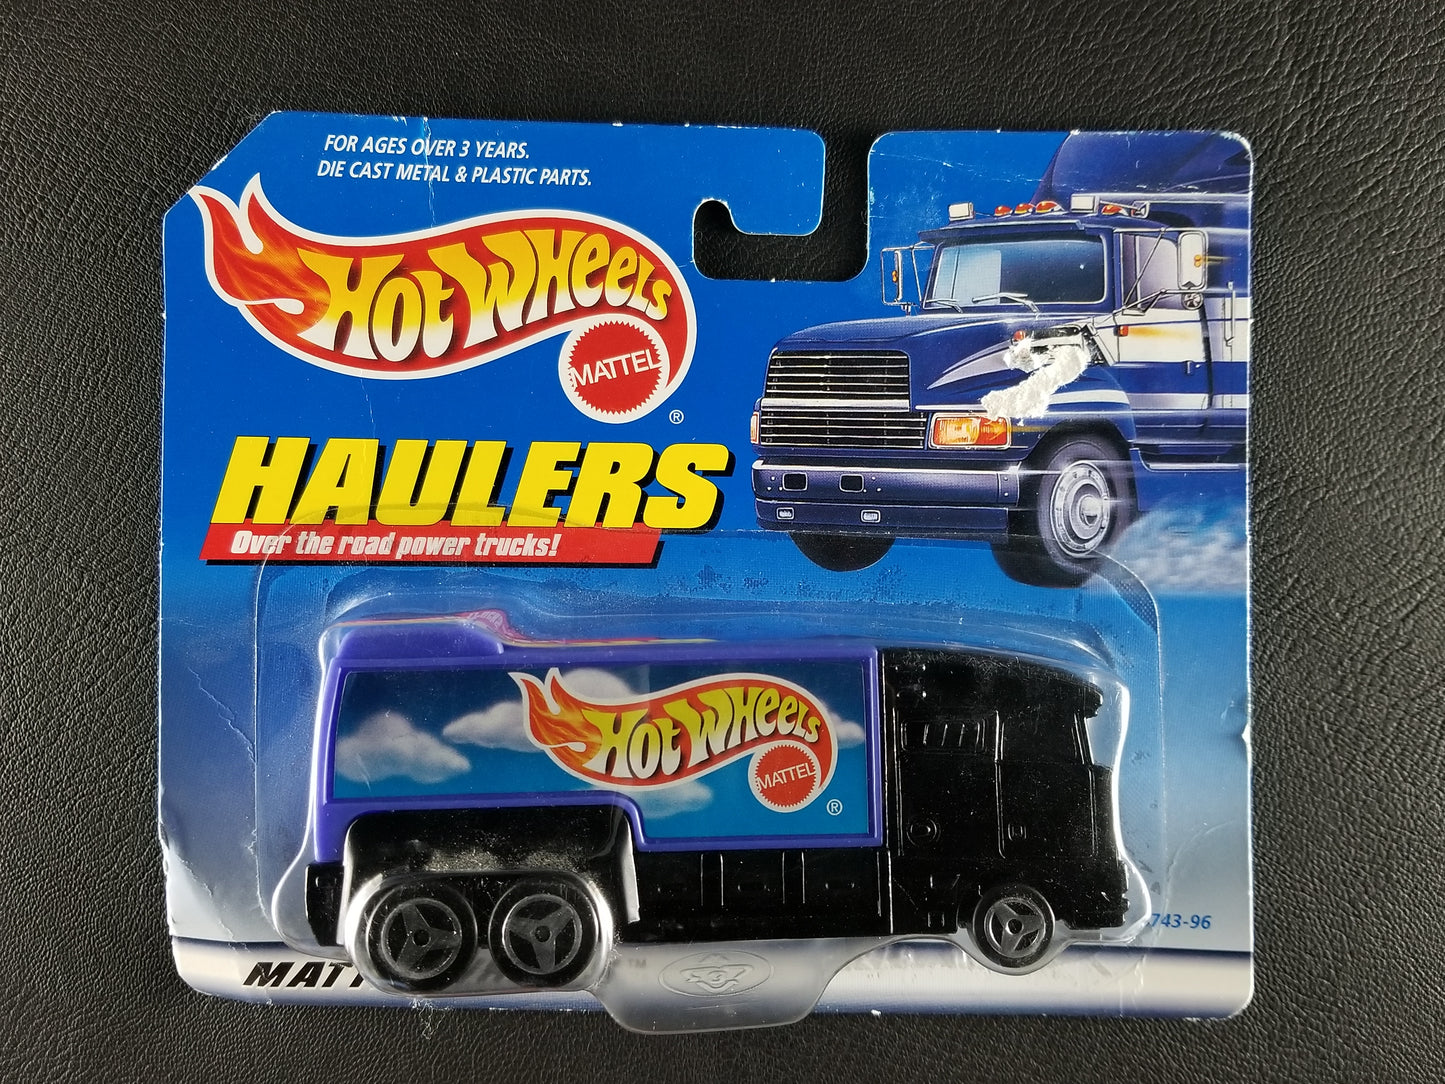 FOR AGES OVER 3 YEARS.
DIE CAST METAL & PLASTIC PARTS.
HOT WHEELS
MATTEL
®
HAULERS
Over the road power trucks!
HOT WHEELS
MATTEL
®
743-96
MATT
™